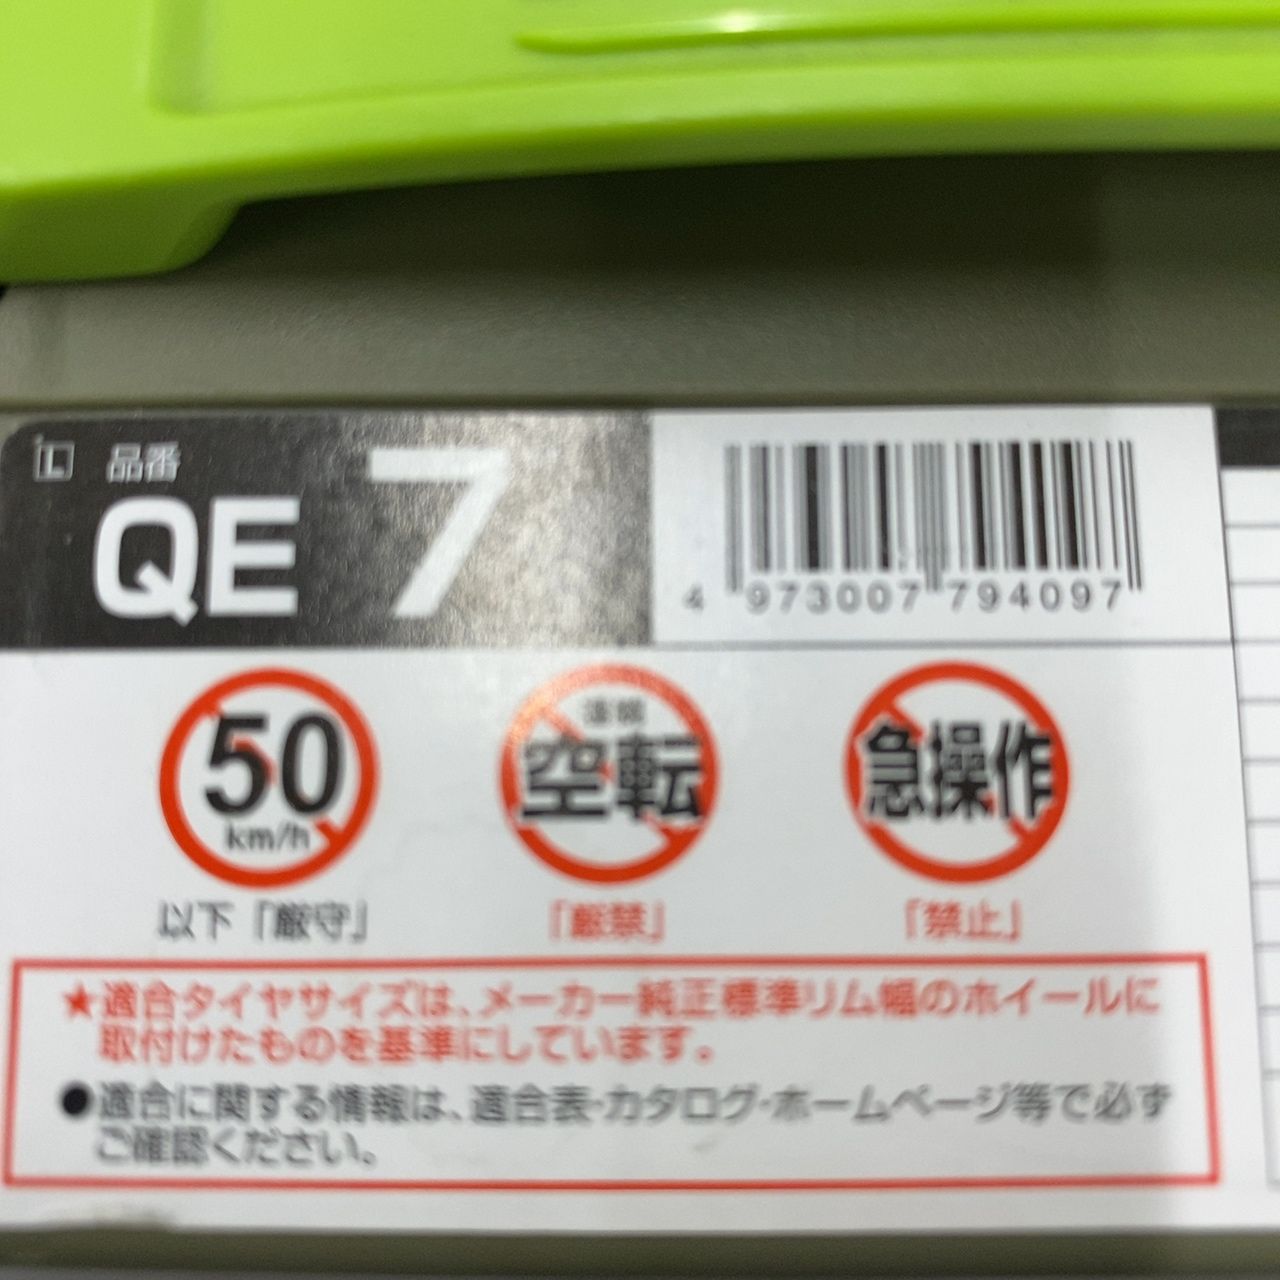 品番
QE 7
4 973007 794097
50
km/h
以下「厳守」
空転
「厳禁」
急操作
「禁止」
★適合タイヤサイズは、メーカー純正標準リム幅のホイールに
取付けたものを基準にしています。
●適合に関する情報は、適合表・カタログ・ホームページ等で必ず
ご確認ください。